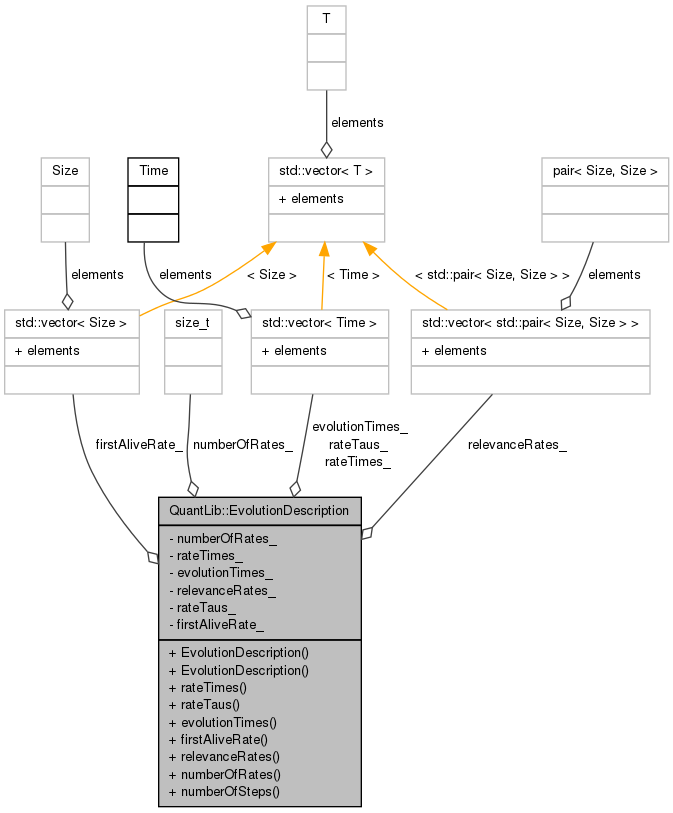 T
elements
Size
Time
std::vector< T >
+ elements
pair< Size, Size >
elements
elements
< Size >
< Time >
< std::pair< Size, Size > >
elements
std::vector< Size >
+ elements
size_t
std::vector< Time >
+ elements
std::vector< std::pair< Size, Size > >
+ elements
firstAliveRate_
numberOfRates_
evolutionTimes_
rateTaus_
rateTimes_
relevanceRates_
QuantLib::EvolutionDescription
- numberOfRates_
- rateTimes_
- evolutionTimes_
- relevanceRates_
- rateTaus_
- firstAliveRate_
+ EvolutionDescription()
+ EvolutionDescription()
+ rateTimes()
+ rateTaus()
+ evolutionTimes()
+ firstAliveRate()
+ relevanceRates()
+ numberOfRates()
+ numberOfSteps()